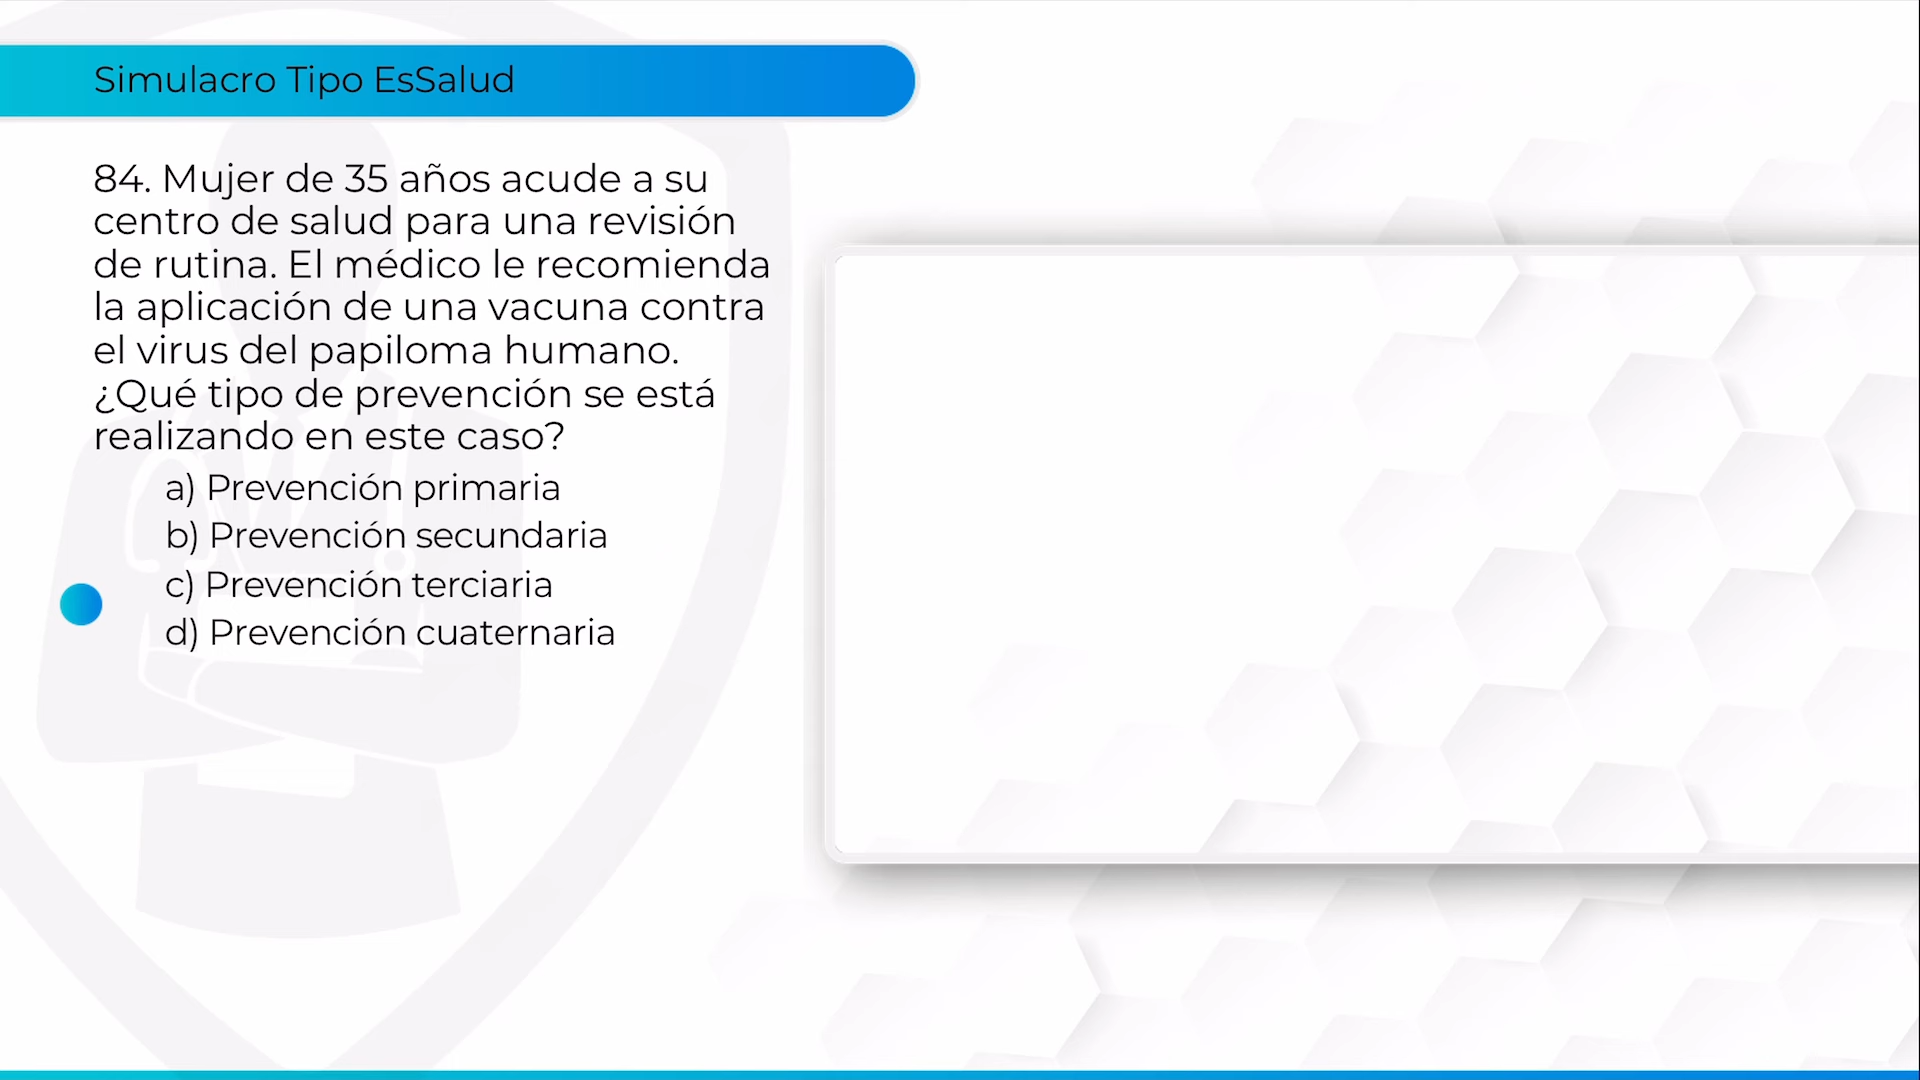 Simulacro Tipo EsSalud
84. Mujer de 35 años acude a su
centro de salud para una revisión
de rutina. El médico le recomienda
la aplicación de una vacuna contra
el virus del papiloma humano.
¿Qué tipo de prevención se está
realizando en este caso?
a) Prevención primaria
b) Prevención secundaria
c) Prevención terciaria
d) Prevención cuaternaria